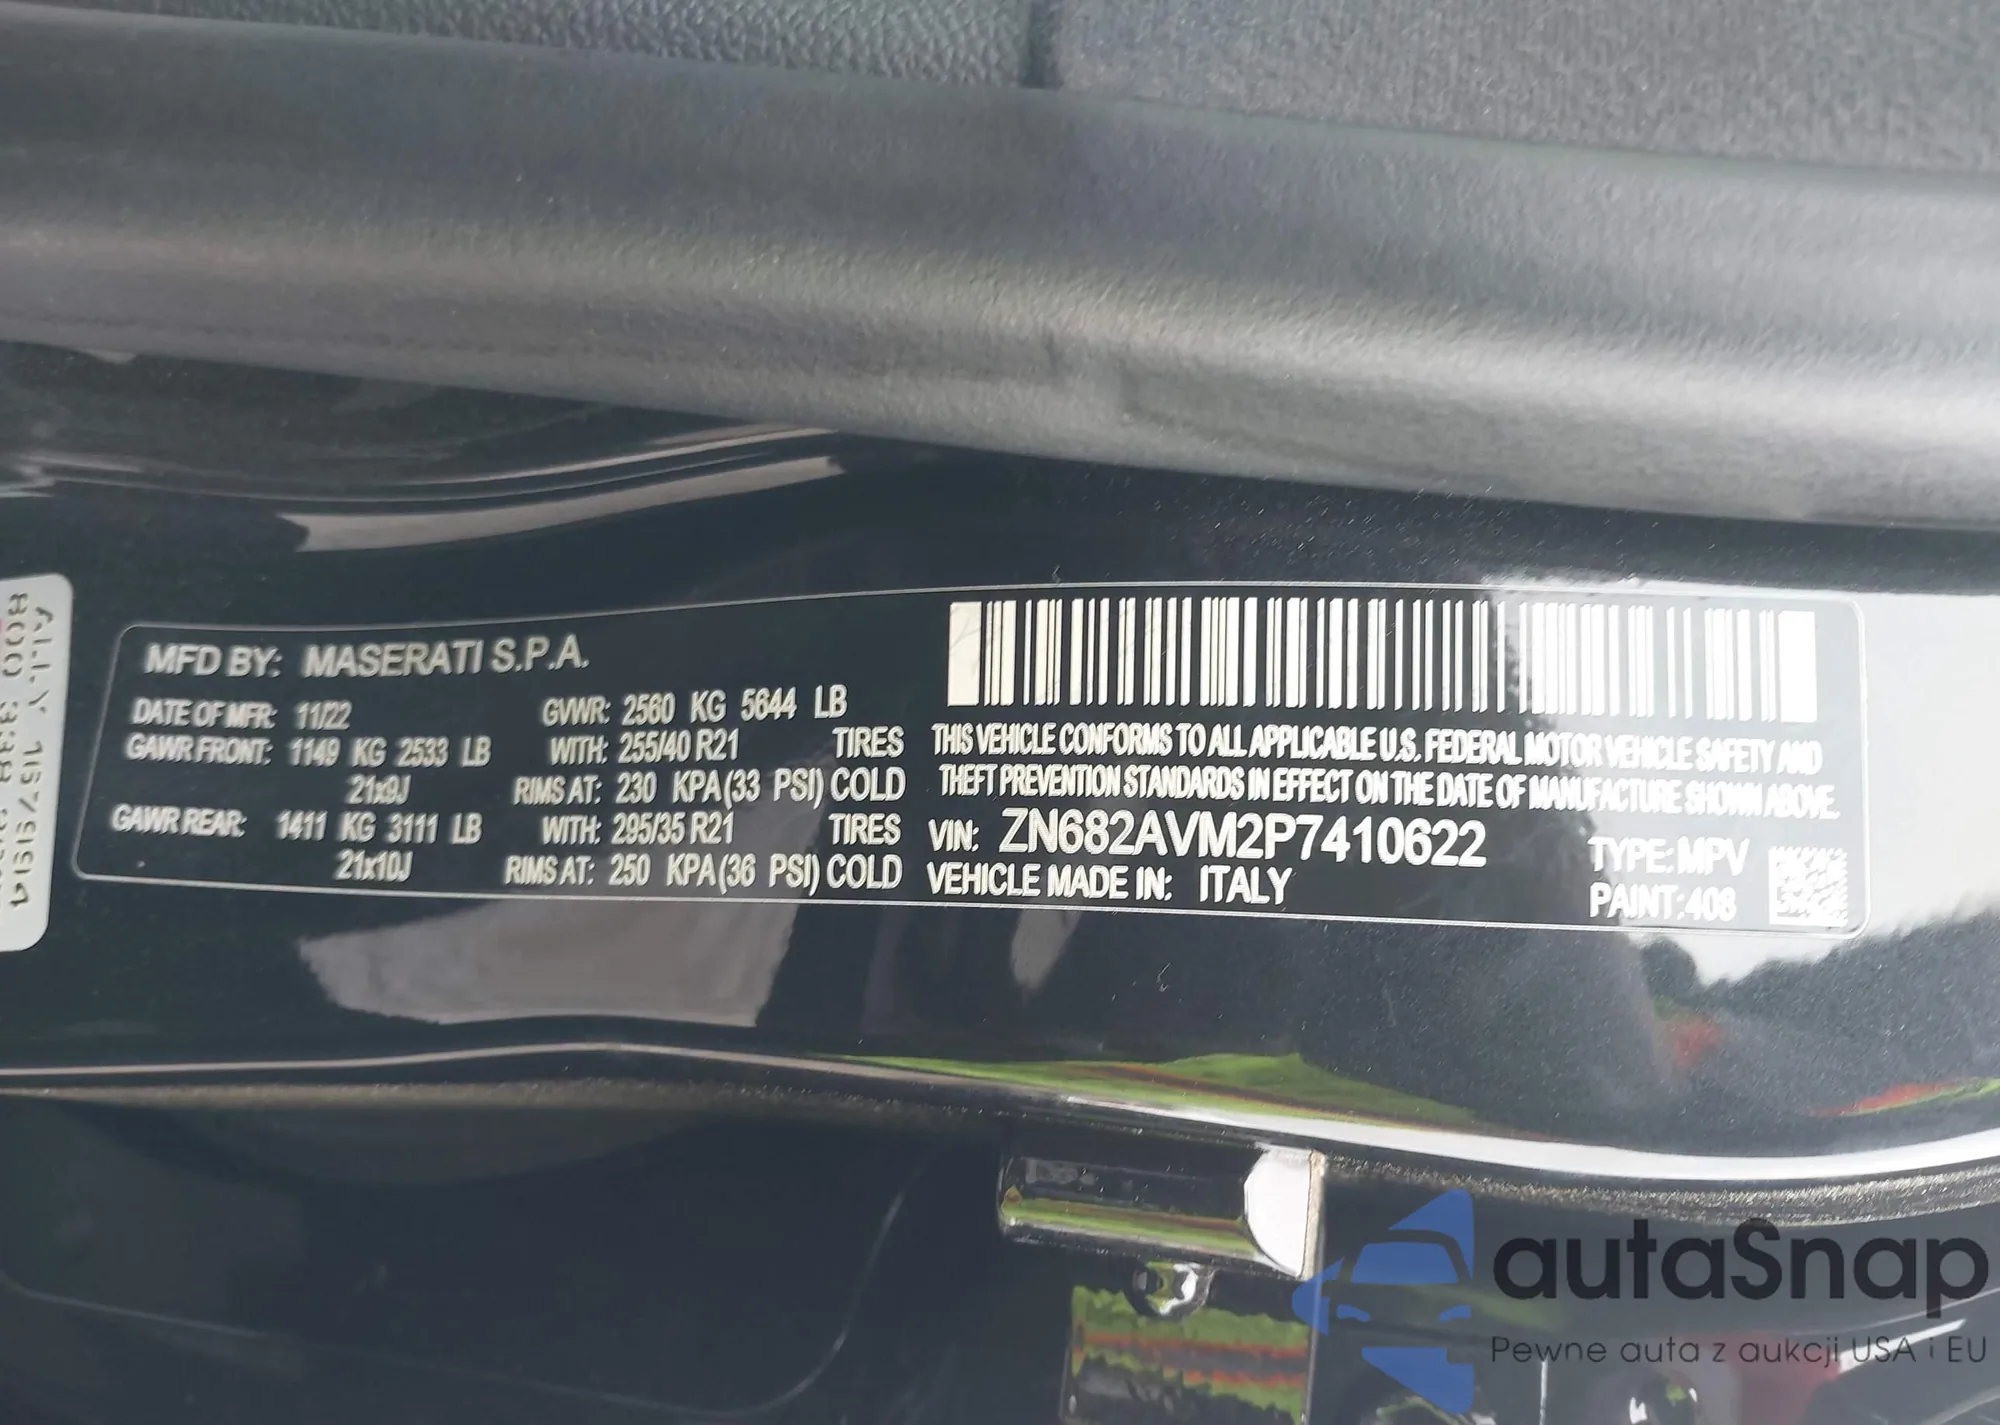 MFD BY: MASERATI S.P.A.
DATE OF MFR: 11/22 GVWR: 2560 KG 5644 LB
GAWR FRONT: 1149 KG 2533 LB WITH: 255/40 R21 TIRES
21x9J RIMS AT: 230 KPA(33 PSI) COLD
GAWR REAR: 1411 KG 3111 LB WITH: 295/35 R21 TIRES
21x10J RIMS AT: 250 KPA(36 PSI) COLD
THIS VEHICLE CONFORMS TO ALL APPLICABLE U.S. FEDERAL MOTOR VEHICLE SAFETY AND
THEFT PREVENTION STANDARDS IN EFFECT ON THE DATE OF MANUFACTURE SHOWN ABOVE.
VIN: ZN682AVM2P7410622
VEHICLE MADE IN: ITALY
TYPE: MPV
PAINT: 408
autaSnap
Pewne auta z aukcji USA i EU